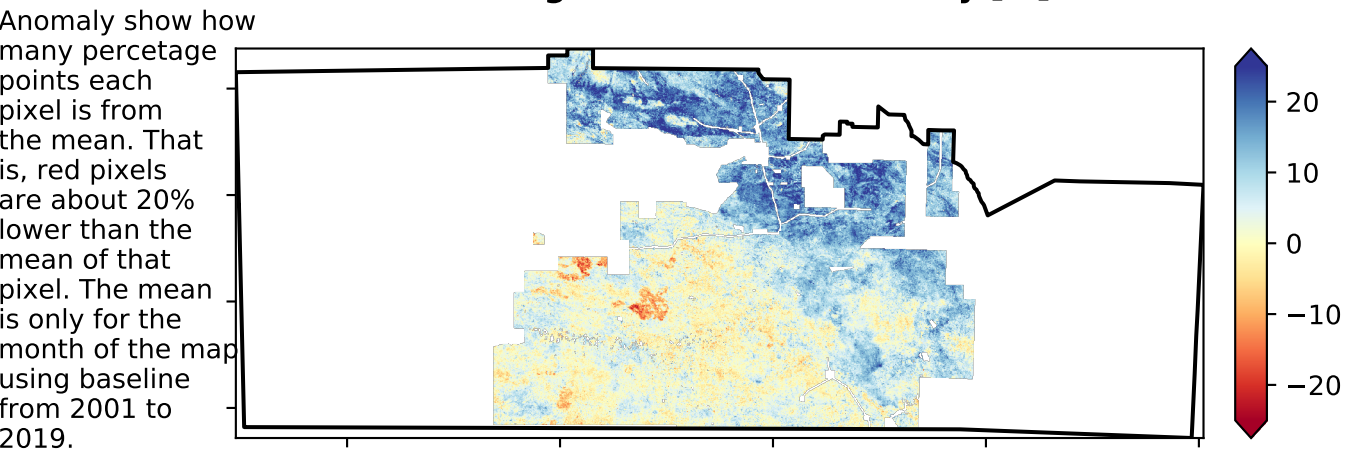 Anomaly show how
many percetage
points each
pixel is from
the mean. That
is, red pixels
are about 20%
lower than the
mean of that
pixel. The mean
is only for the
month of the map
using baseline
from 2001 to
2019.
20
10
0
−10
−20